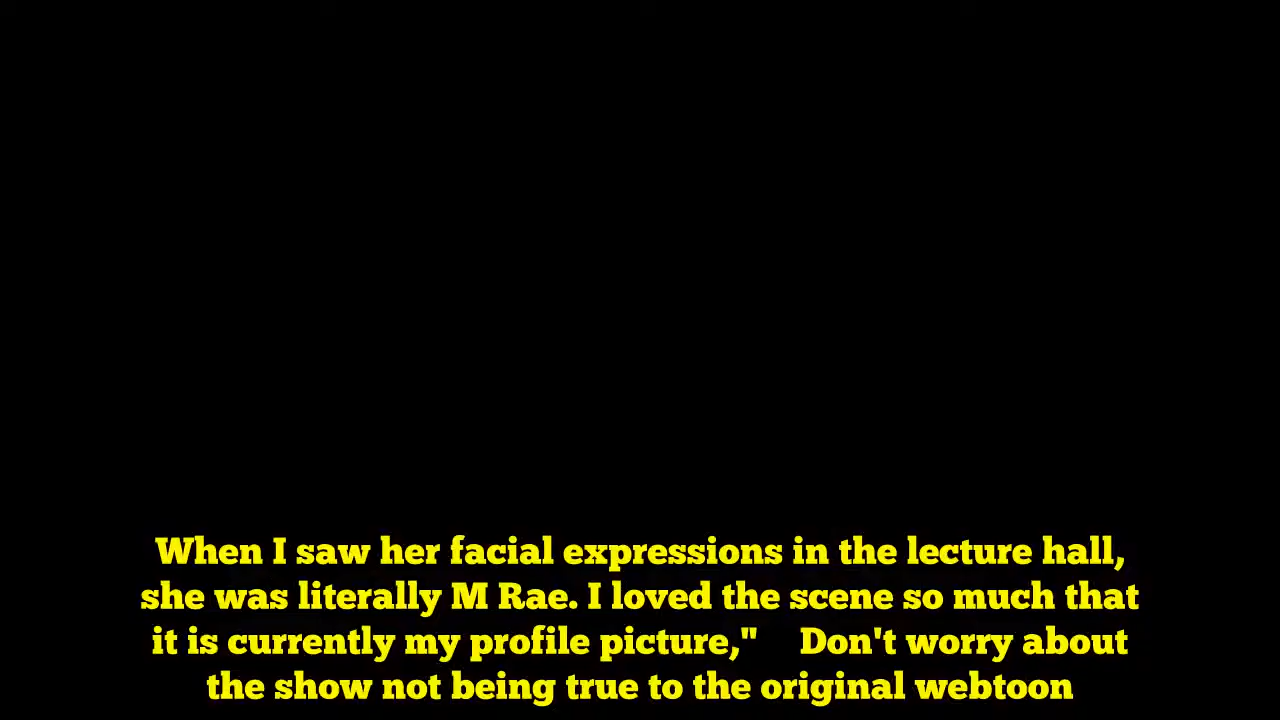 When I saw her facial expressions in the lecture hall,
she was literally M Rae. I loved the scene so much that
it is currently my profile picture,"    Don't worry about
the show not being true to the original webtoon